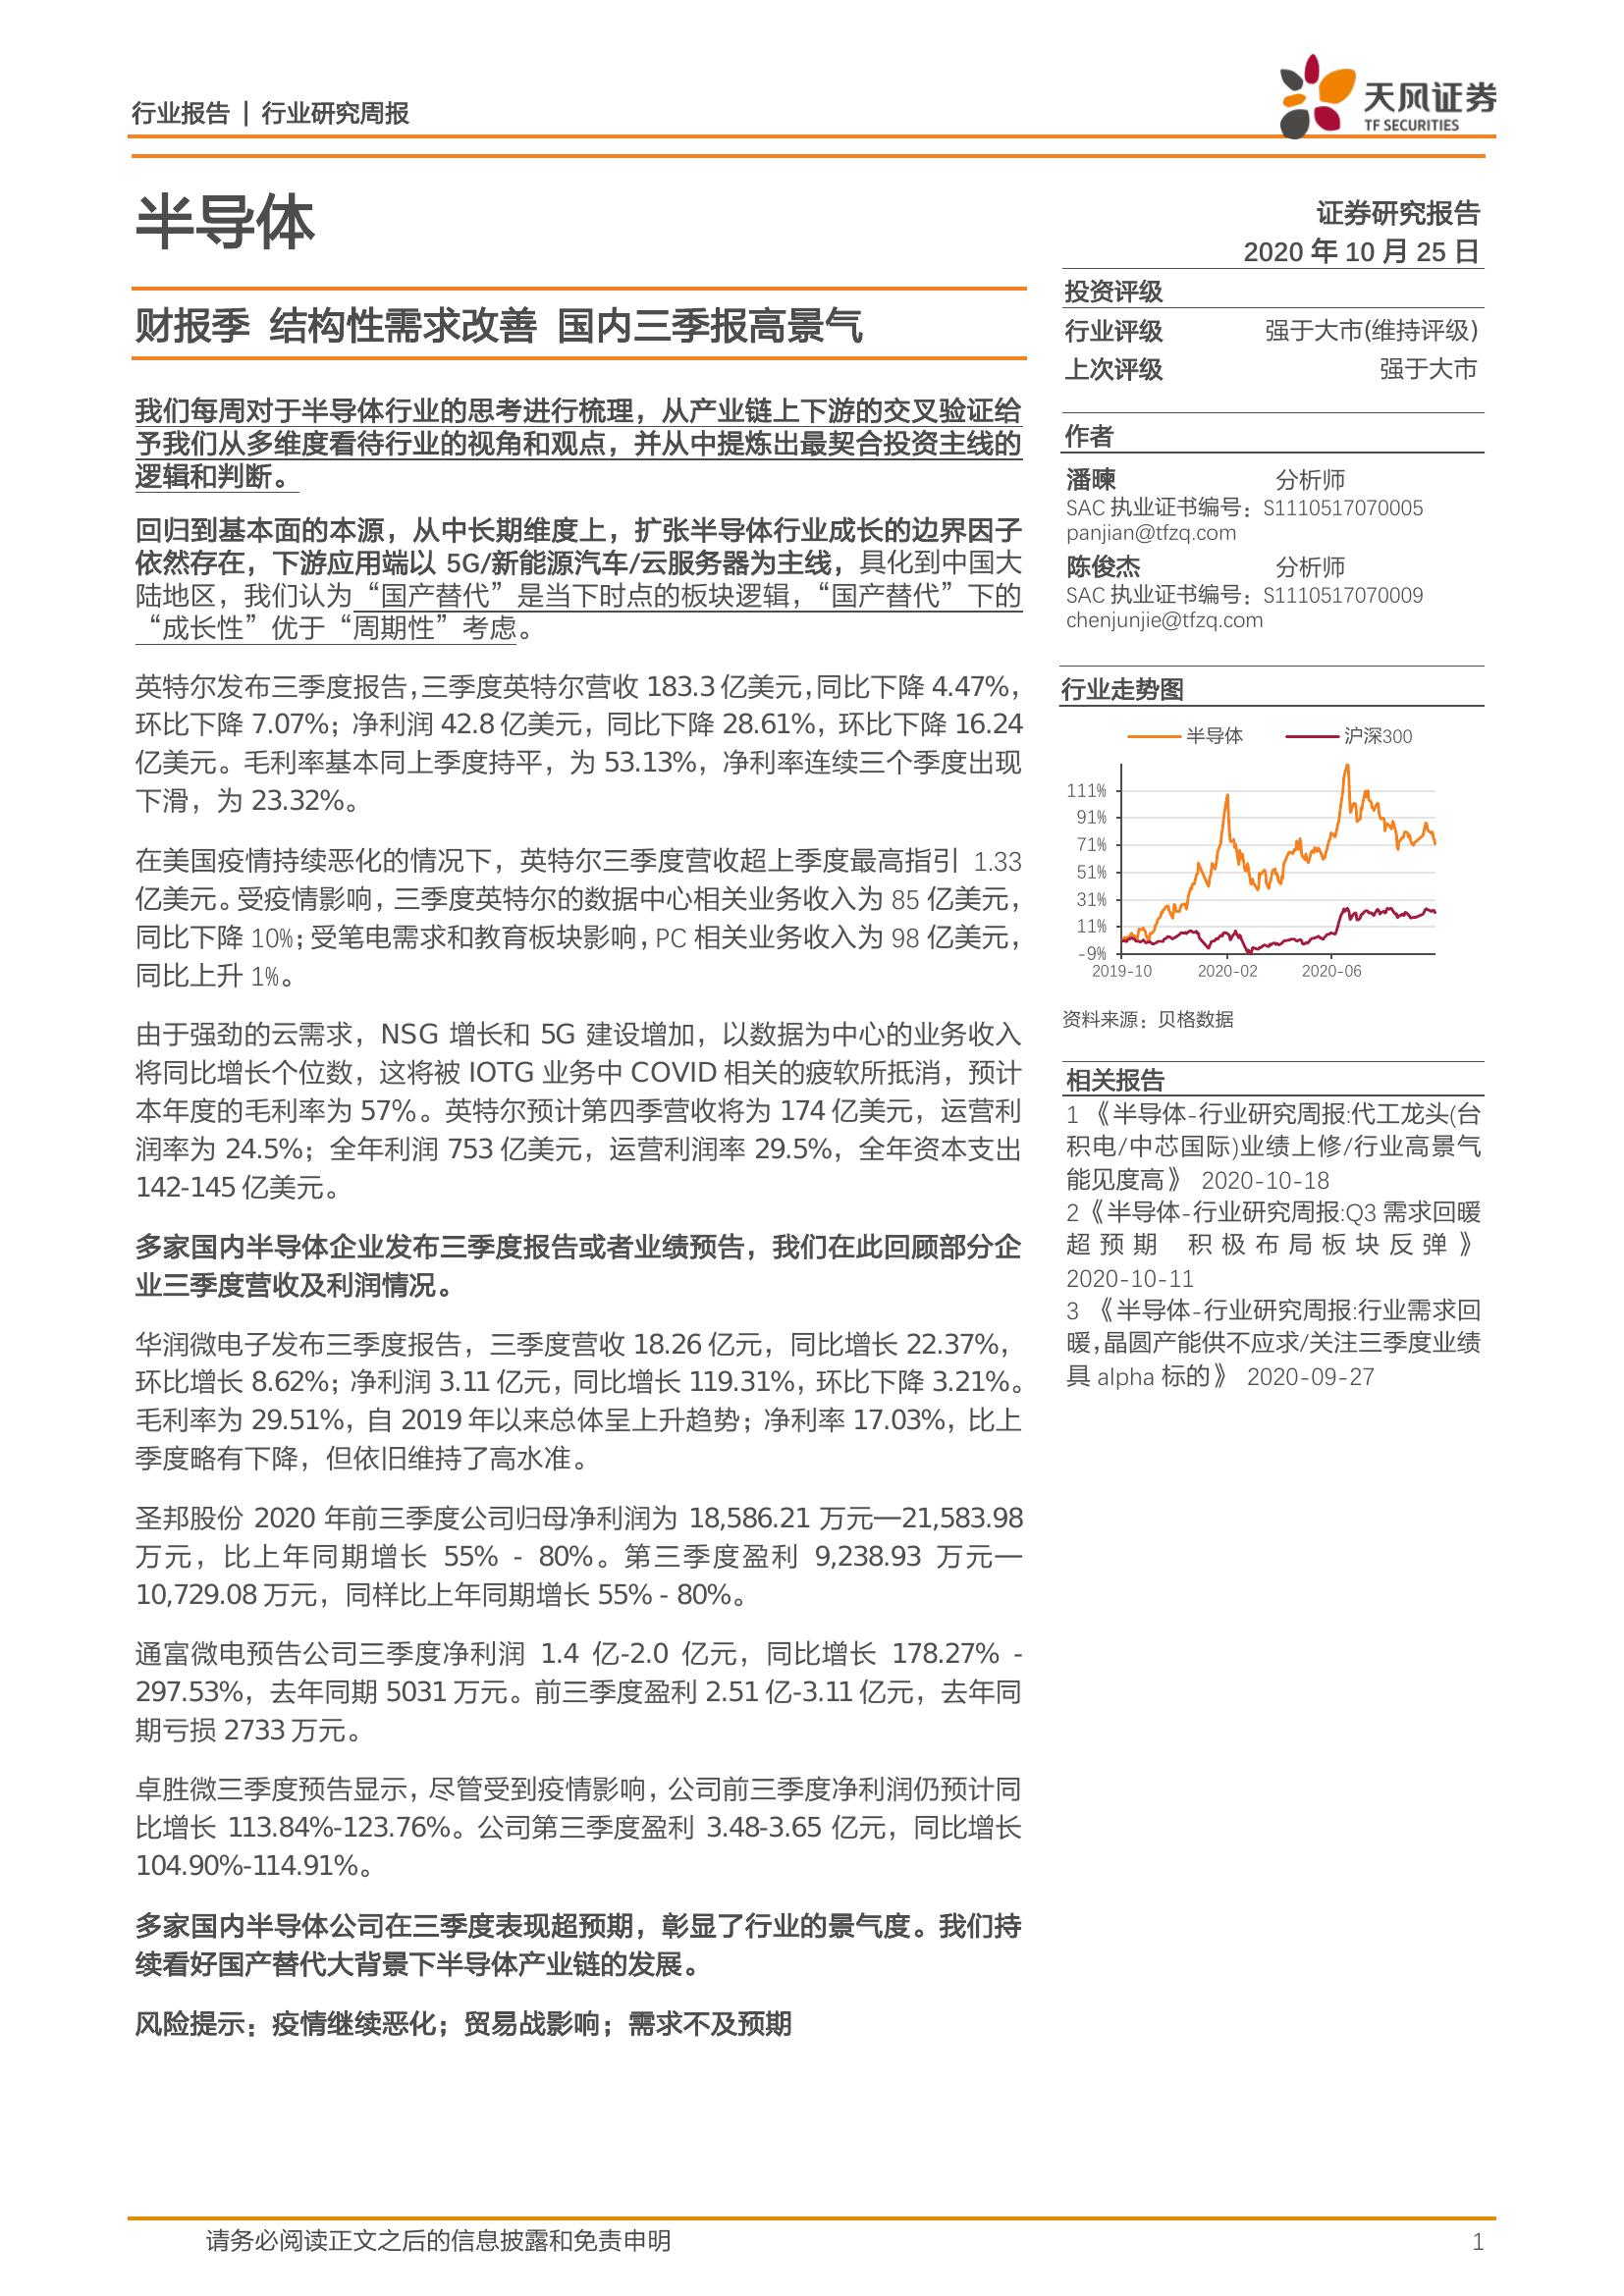 行业报告 | 行业研究周报
天风证券
TF SECURITIES
半导体
证券研究报告
2020 年 10 月 25 日
财报季 结构性需求改善 国内三季报高景气
我们每周对于半导体行业的思考进行梳理，从产业链上下游的交叉验证给
予我们从多维度看待行业的视角和观点，并从中提炼出最契合投资主线的
逻辑和判断。
回归到基本面的本源，从中长期维度上，扩张半导体行业成长的边界因子
依然存在，下游应用端以 5G/新能源汽车/云服务器为主线，具化到中国大
陆地区，我们认为“国产替代”是当下时点的板块逻辑，“国产替代”下的
“成长性”优于“周期性”考虑。
英特尔发布三季度报告，三季度英特尔营收 183.3 亿美元，同比下降 4.47%，
环比下降 7.07%；净利润 42.8 亿美元，同比下降 28.61%，环比下降 16.24
亿美元。毛利率基本同上季度持平，为 53.13%，净利率连续三个季度出现
下滑，为 23.32%。
在美国疫情持续恶化的情况下，英特尔三季度营收超上季度最高指引 1.33
亿美元。受疫情影响，三季度英特尔的数据中心相关业务收入为 85 亿美元，
同比下降 10%；受笔电需求和教育板块影响，PC 相关业务收入为 98 亿美元，
同比上升 1%。
由于强劲的云需求，NSG 增长和 5G 建设增加，以数据为中心的业务收入
将同比增长个位数，这将被 IOTG 业务中 COVID 相关的疲软所抵消，预计
本年度的毛利率为 57%。英特尔预计第四季营收将为 174 亿美元，运营利
润率为 24.5%；全年利润 753 亿美元，运营利润率 29.5%，全年资本支出
142-145 亿美元。
多家国内半导体企业发布三季度报告或者业绩预告，我们在此回顾部分企
业三季度营收及利润情况。
华润微电子发布三季度报告，三季度营收 18.26 亿元，同比增长 22.37%，
环比增长 8.62%；净利润 3.11 亿元，同比增长 119.31%，环比下降 3.21%。
毛利率为 29.51%，自 2019 年以来总体呈上升趋势；净利率 17.03%，比上
季度略有下降，但依旧维持了高水准。
圣邦股份 2020 年前三季度公司归母净利润为 18,586.21 万元—21,583.98
万元，比上年同期增长 55% - 80%。第三季度盈利 9,238.93 万元—
10,729.08 万元，同样比上年同期增长 55% - 80%。
通富微电预告公司三季度净利润 1.4 亿-2.0 亿元，同比增长 178.27% -
297.53%，去年同期 5031 万元。前三季度盈利 2.51 亿-3.11 亿元，去年同
期亏损 2733 万元。
卓胜微三季度预告显示，尽管受到疫情影响，公司前三季度净利润仍预计同
比增长 113.84%-123.76%。公司第三季度盈利 3.48-3.65 亿元，同比增长
104.90%-114.91%。
多家国内半导体公司在三季度表现超预期，彰显了行业的景气度。我们持
续看好国产替代大背景下半导体产业链的发展。
风险提示：疫情继续恶化；贸易战影响；需求不及预期
投资评级
行业评级 强于大市(维持评级)
上次评级 强于大市
作者
潘暕 分析师
SAC 执业证书编号：S1110517070005
panjian@tfzq.com
陈俊杰 分析师
SAC 执业证书编号：S1110517070009
chenjunjie@tfzq.com
行业走势图
半导体 沪深300
111%
91%
71%
51%
31%
11%
-9%
2019-10 2020-02 2020-06
资料来源：贝格数据
相关报告
1 《半导体-行业研究周报:代工龙头(台
积电/中芯国际)业绩上修/行业高景气
能见度高》 2020-10-18
2《半导体-行业研究周报:Q3 需求回暖
超预期 积极布局板块反弹》
2020-10-11
3 《半导体-行业研究周报:行业需求回
暖,晶圆产能供不应求/关注三季度业绩
具 alpha 标的》 2020-09-27
请务必阅读正文之后的信息披露和免责申明 1